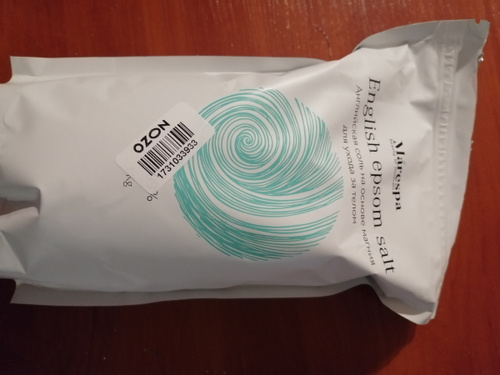 Marespa
English epsom salt
Английская соль на основе магния
для ухода за телом
OZON
1731033933